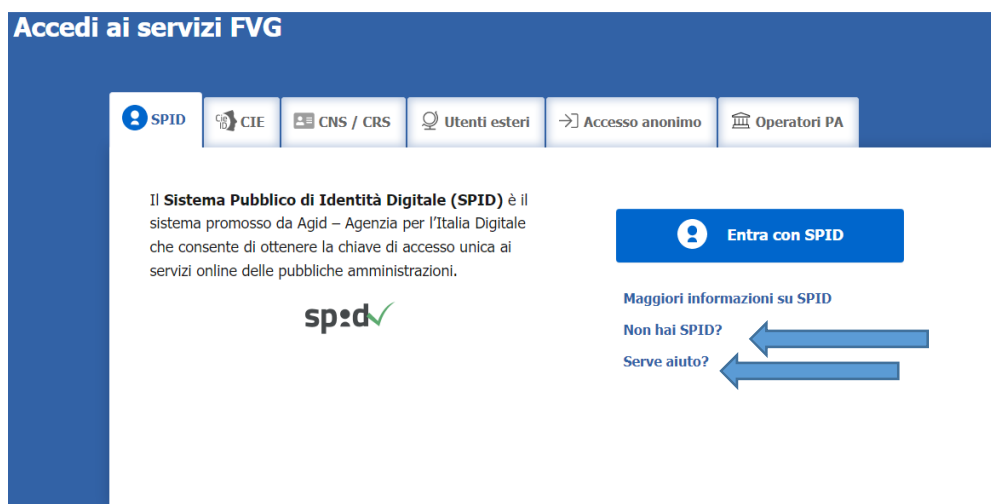 Accedi ai servizi FVG
SPID
CIE
CNS / CRS
Utenti esteri
Accesso anonimo
Operatori PA
Il Sistema Pubblico di Identità Digitale (SPID) è il
sistema promosso da Agid – Agenzia per l'Italia Digitale
che consente di ottenere la chiave di accesso unica ai
servizi online delle pubbliche amministrazioni.
spid
Entra con SPID
Maggiori informazioni su SPID
Non hai SPID?
Serve aiuto?